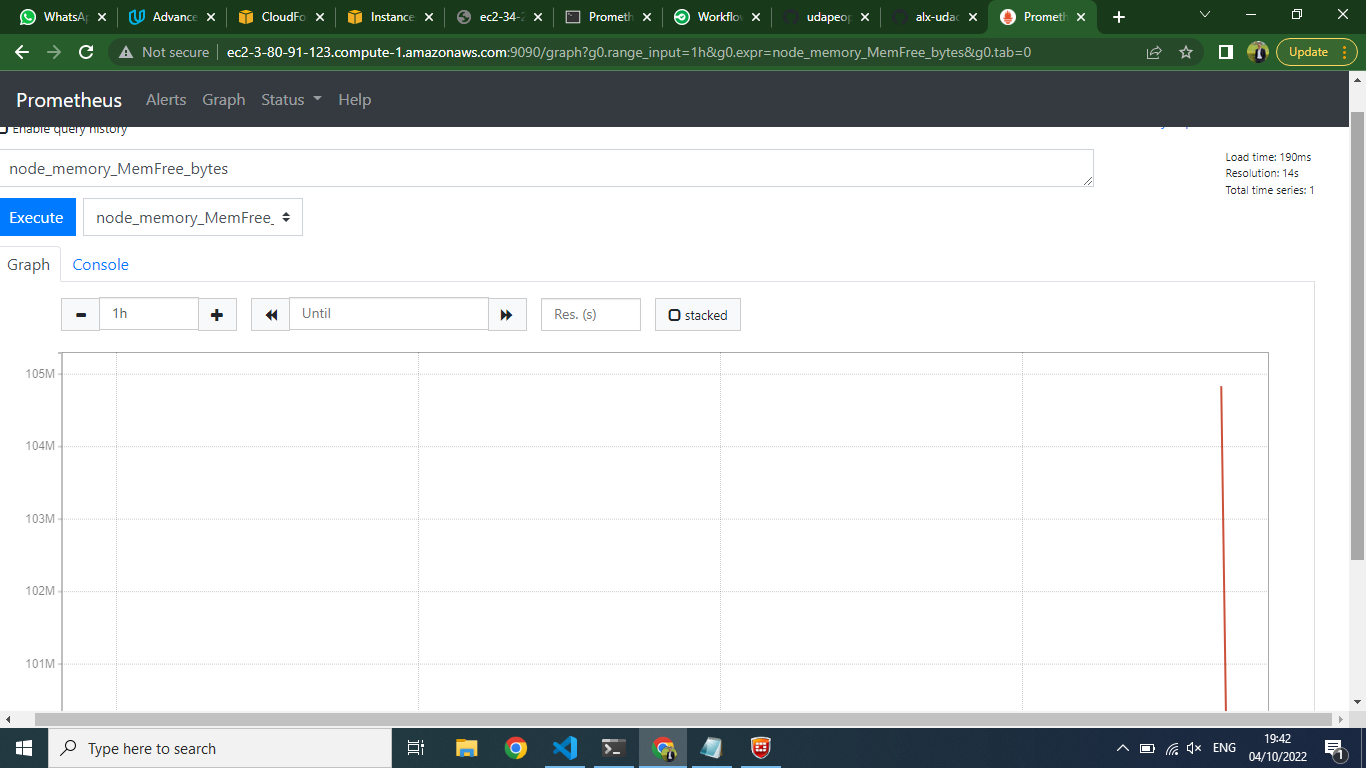 WhatsAp
Advance
CloudFo
Instance
ec2-34-2
Prometh
Workflo
udapeop
alx-udac
Prometh
Not secure
ec2-3-80-91-123.compute-1.amazonaws.com:9090/graph?g0.range_input=1h&g0.expr=node_memory_MemFree_bytes&g0.tab=0
Update
Prometheus Alerts Graph Status Help
Enable query history
node_memory_MemFree_bytes
Load time: 190ms
Resolution: 14s
Total time series: 1
Execute
node_memory_MemFree_
Graph Console
1h
Until
Res. (s)
stacked
105M
104M
103M
102M
101M
Type here to search
ENG
19:42
04/10/2022
1